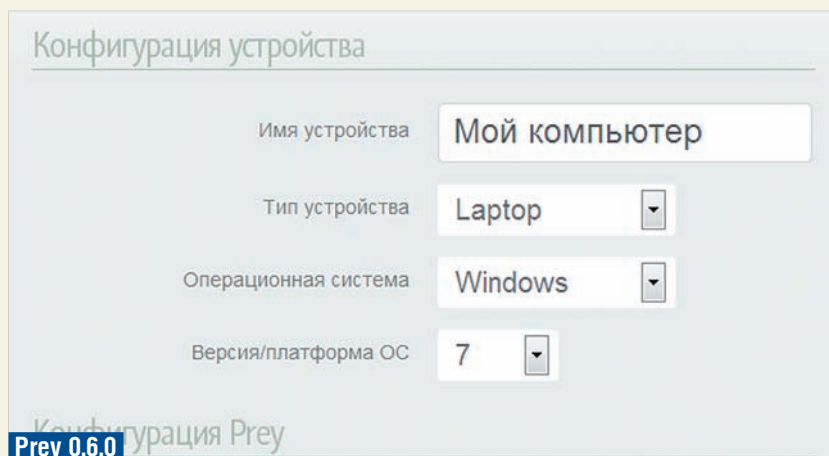 Конфигурация устройства
Имя устройства Мой компьютер
Тип устройства Laptop
Операционная система Windows
Версия/платформа ОС 7
Конфигурация Prey
Prey 0.6.0